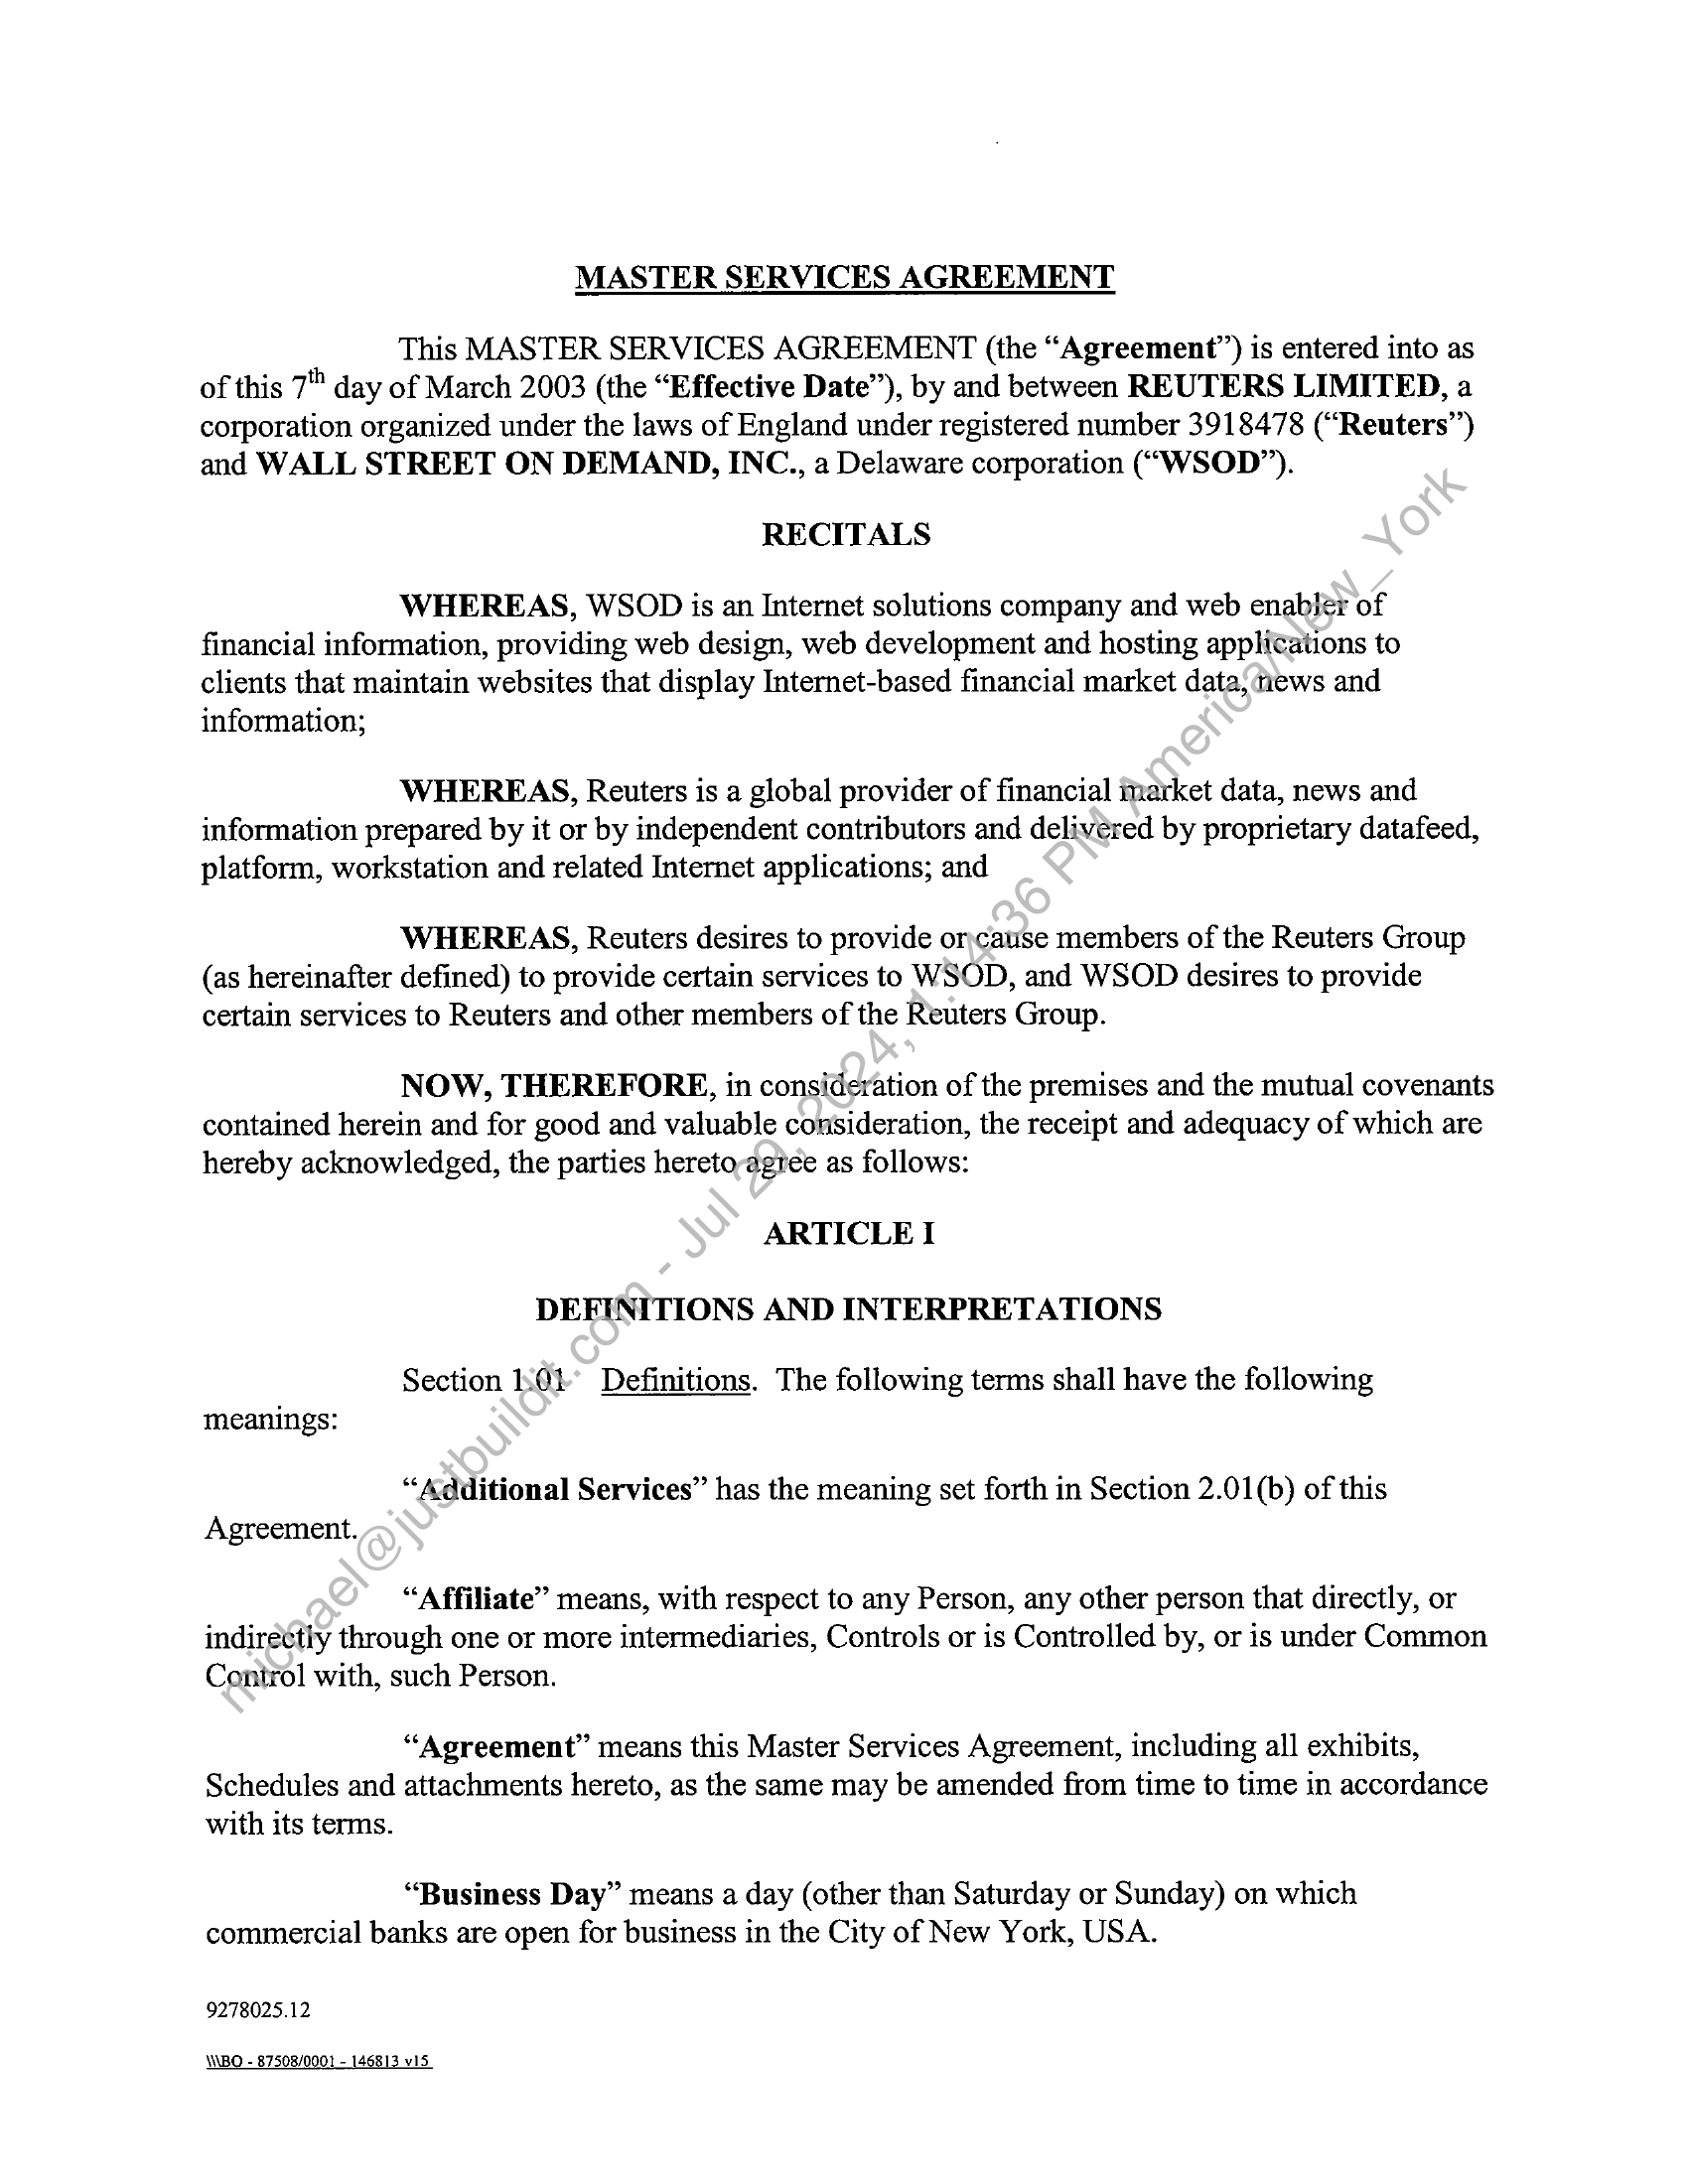 MASTER SERVICES AGREEMENT
This MASTER SERVICES AGREEMENT (the “Agreement”) is entered into as
of this 7th day of March 2003 (the “Effective Date”), by and between REUTERS LIMITED, a
corporation organized under the laws of England under registered number 3918478 (“Reuters”)
and WALL STREET ON DEMAND, INC., a Delaware corporation (“WSOD”).
RECITALS
WHEREAS, WSOD is an Internet solutions company and web enabler of
financial information, providing web design, web development and hosting applications to
clients that maintain websites that display Internet-based financial market data, news and
information;
WHEREAS, Reuters is a global provider of financial market data, news and
information prepared by it or by independent contributors and delivered by proprietary datafeed,
platform, workstation and related Internet applications; and
WHEREAS, Reuters desires to provide or cause members of the Reuters Group
(as hereinafter defined) to provide certain services to WSOD, and WSOD desires to provide
certain services to Reuters and other members of the Reuters Group.
NOW, THEREFORE, in consideration of the premises and the mutual covenants
contained herein and for good and valuable consideration, the receipt and adequacy of which are
hereby acknowledged, the parties hereto agree as follows:
ARTICLE I
DEFINITIONS AND INTERPRETATIONS
Section 1.01 Definitions. The following terms shall have the following
meanings:
“Additional Services” has the meaning set forth in Section 2.01(b) of this
Agreement.
“Affiliate” means, with respect to any Person, any other person that directly, or
indirectly through one or more intermediaries, Controls or is Controlled by, or is under Common
Control with, such Person.
“Agreement” means this Master Services Agreement, including all exhibits,
Schedules and attachments hereto, as the same may be amended from time to time in accordance
with its terms.
“Business Day” means a day (other than Saturday or Sunday) on which
commercial banks are open for business in the City of New York, USA.
9278025.12
\\\BO - 87508/0001 - 146813 v15
michael@justbuildit.com - Jul 29, 2024, 1:14:36 PM America/New_York